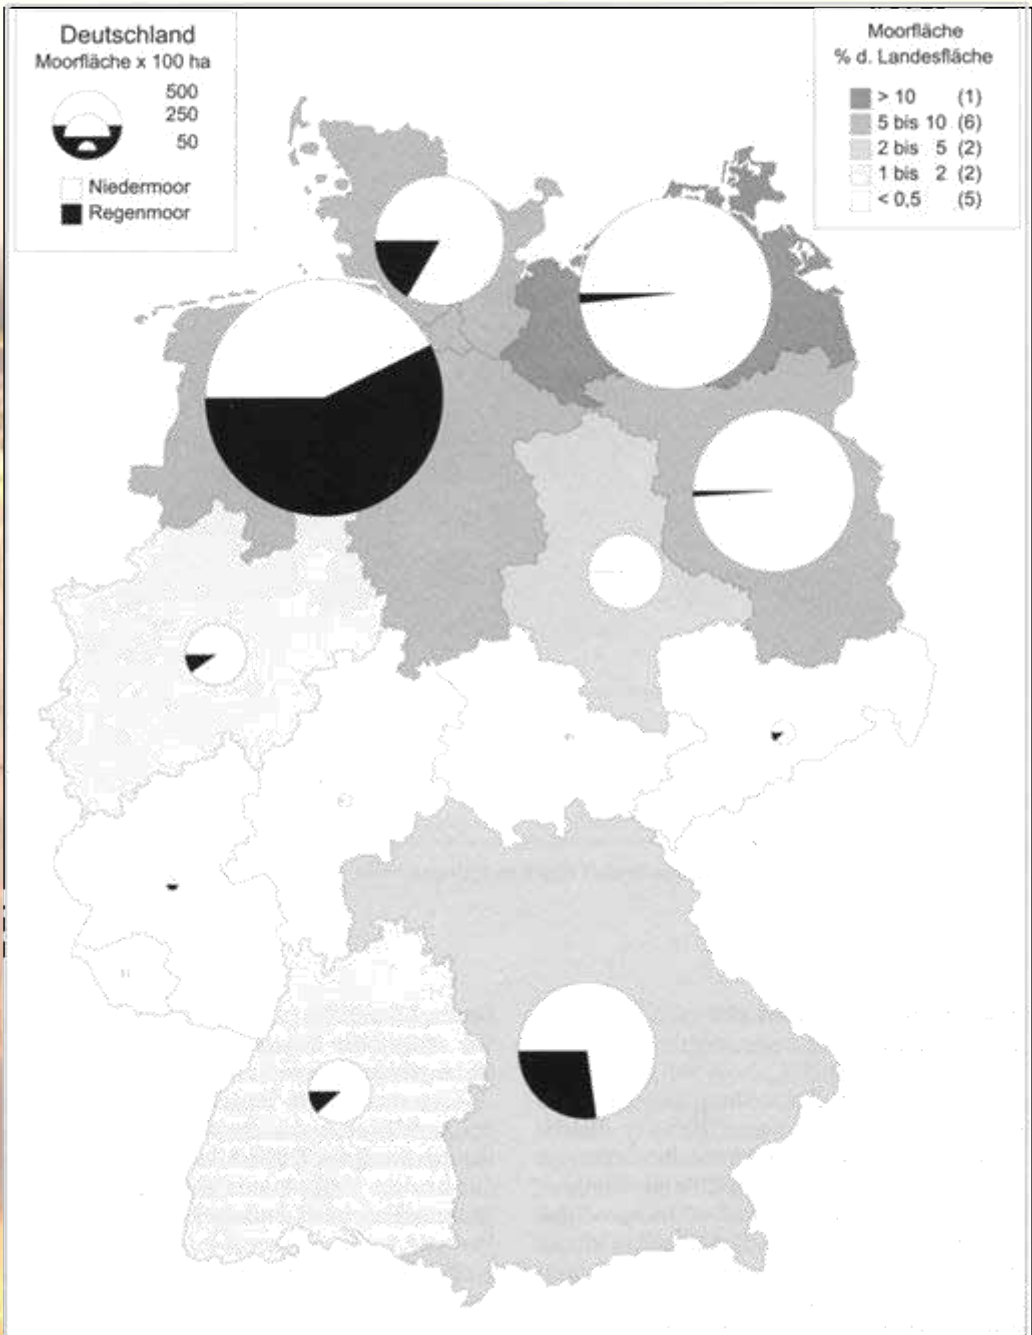 Deutschland
Moorfläche x 100 ha
500
250
50
Niedermoor
Regenmoor
Moorfläche
% d. Landesfläche
> 10 (1)
5 bis 10 (6)
2 bis 5 (2)
1 bis 2 (2)
< 0,5 (5)